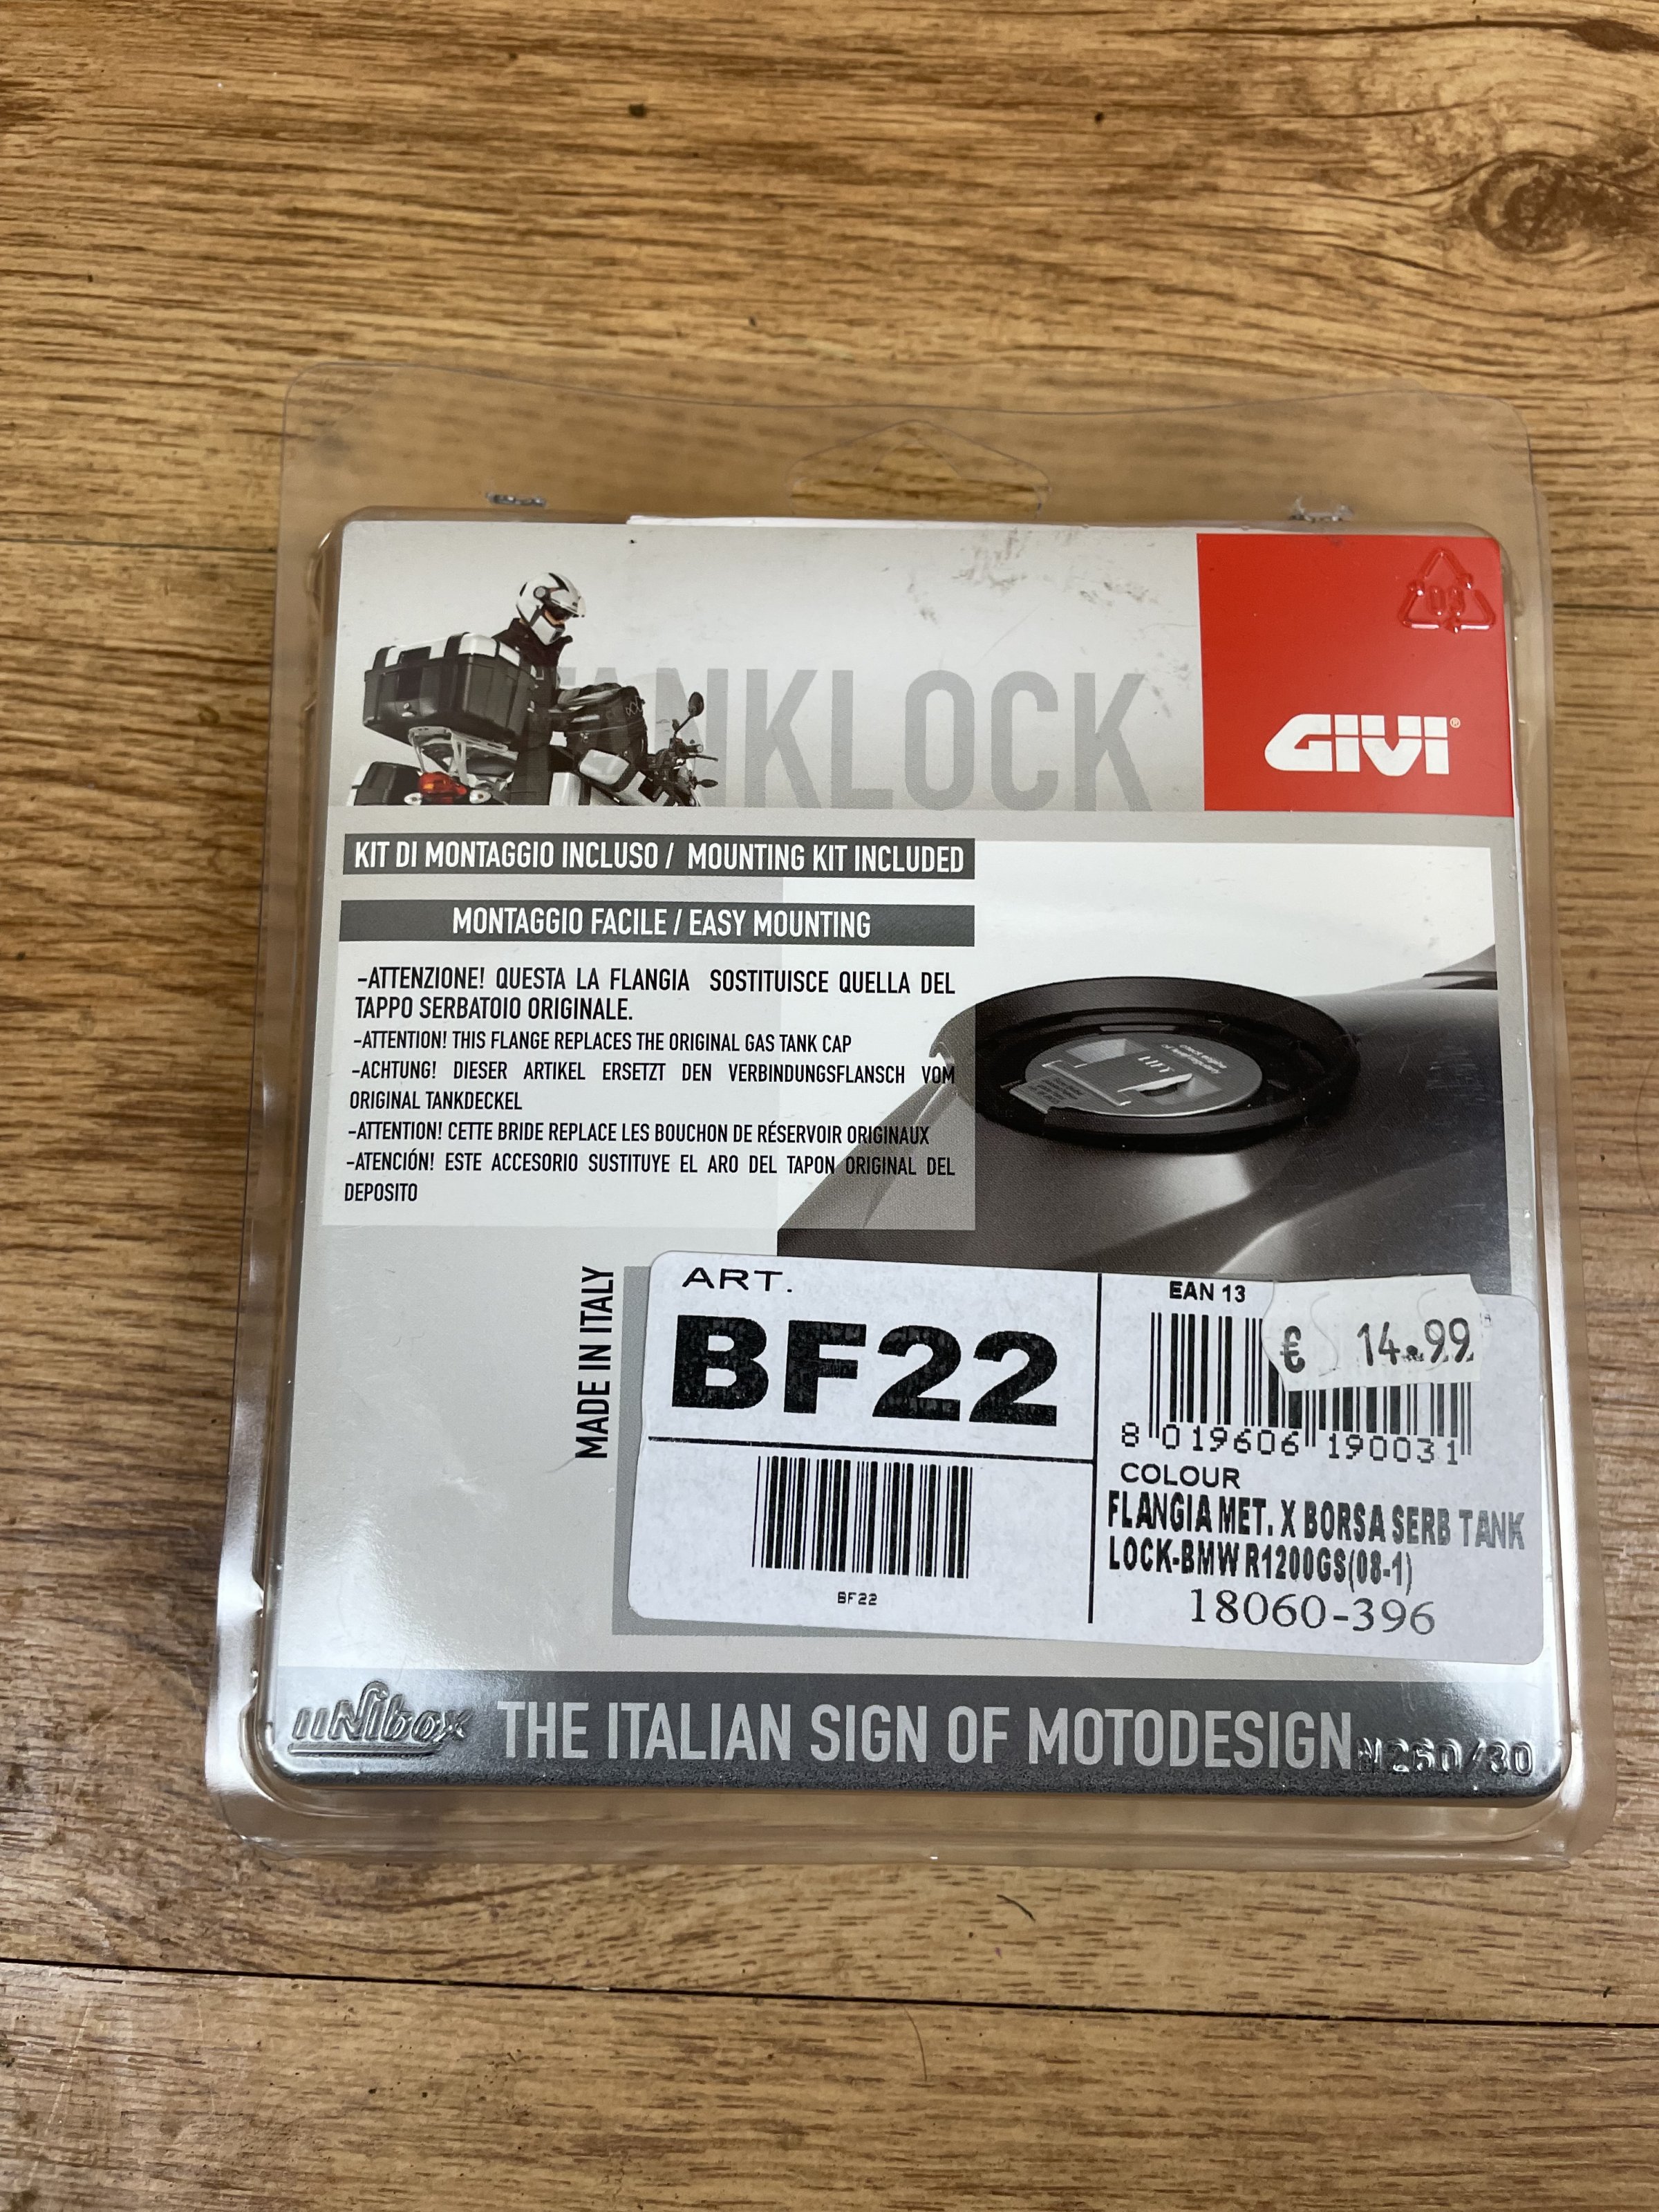 TANKLOCK
GIVI®
KIT DI MONTAGGIO INCLUSO / MOUNTING KIT INCLUDED
MONTAGGIO FACILE / EASY MOUNTING
-ATTENZIONE! QUESTA LA FLANGIA SOSTITUISCE QUELLA DEL
TAPPO SERBATOIO ORIGINALE.
-ATTENTION! THIS FLANGE REPLACES THE ORIGINAL GAS TANK CAP
-ACHTUNG! DIESER ARTIKEL ERSETZT DEN VERBINDUNGSFLANSCH VOM
ORIGINAL TANKDECKEL
-ATTENTION! CETTE BRIDE REPLACE LES BOUCHON DE RÉSERVOIR ORIGINAUX
-ATENCIÓN! ESTE ACCESORIO SUSTITUYE EL ARO DEL TAPON ORIGINAL DEL
DEPOSITO
MADE IN ITALY
ART.
BF22
BF22
EAN 13
€ 14.99
8 019606 190031
COLOUR
FLANGIA MET. X BORSA SERB TANK
LOCK-BMW R1200GS(08-1)
18060-396
uNibox
THE ITALIAN SIGN OF MOTODESIGN
N260/30